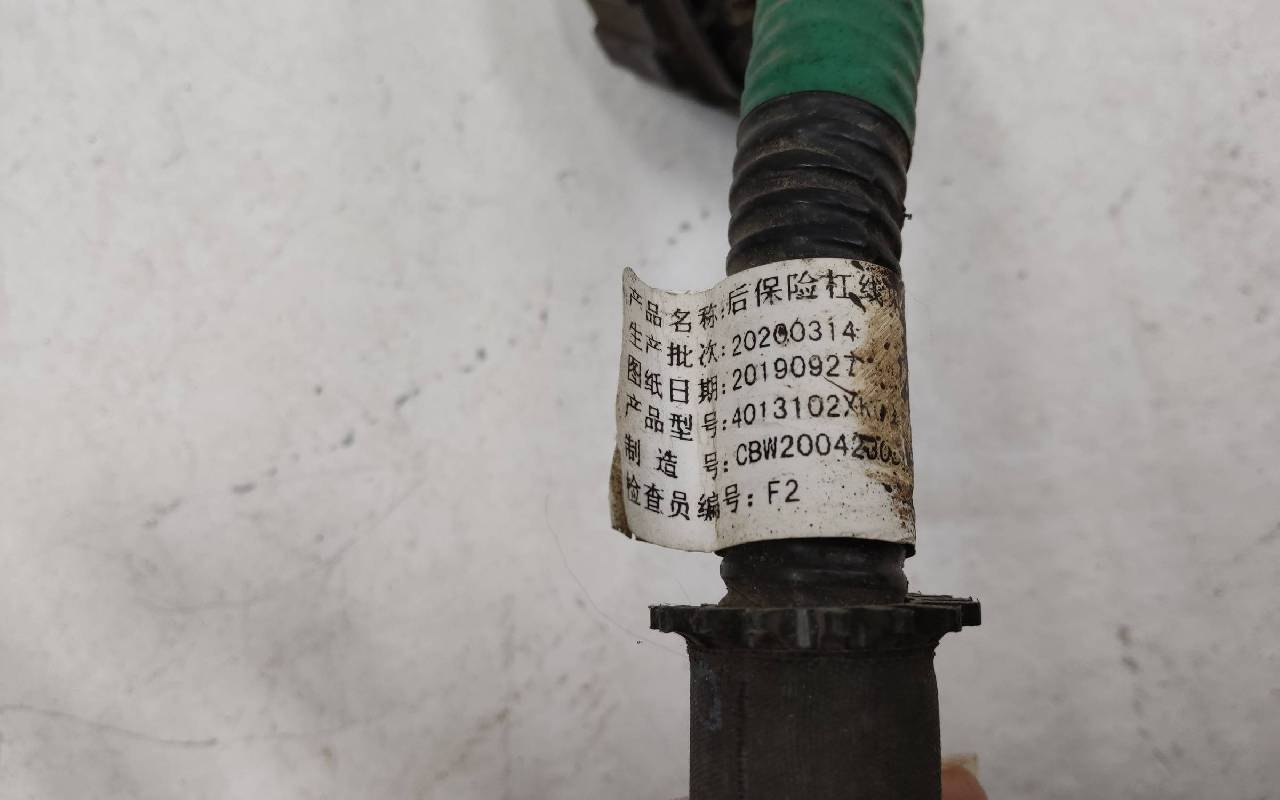 产品名称:后保险杠线
生产批次:20200314
图纸日期:20190927
产品型号:4013102XK
制造号:CBW2004230
检查员编号:F2